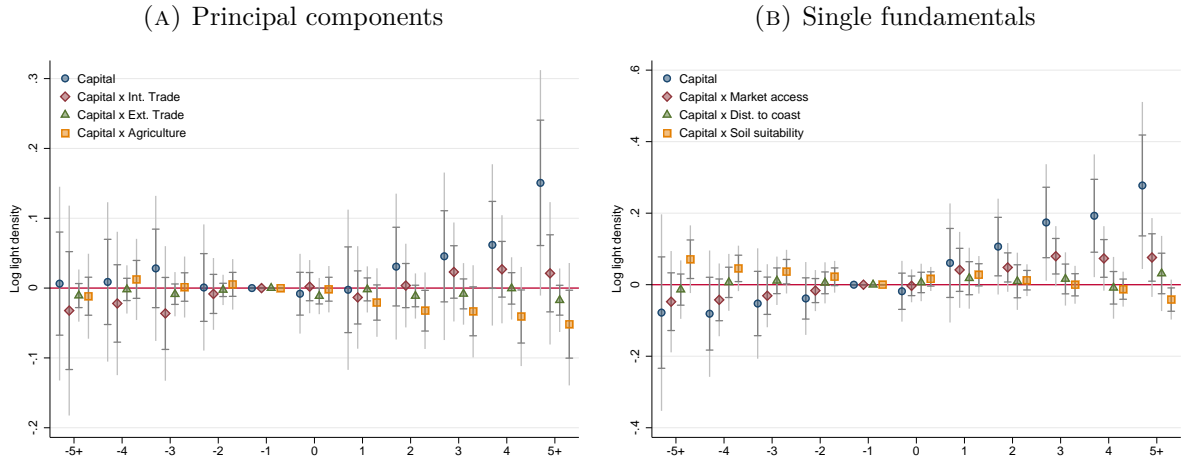 (A) Principal components
Log light density
.3
.2
.1
0
-.1
-.2
Capital
Capital x Int. Trade
Capital x Ext. Trade
Capital x Agriculture
-5+ -4 -3 -2 -1 0 1 2 3 4 5+
(B) Single fundamentals
Log light density
.6
.4
.2
0
-.2
-.4
Capital
Capital x Market access
Capital x Dist. to coast
Capital x Soil suitability
-5+ -4 -3 -2 -1 0 1 2 3 4 5+